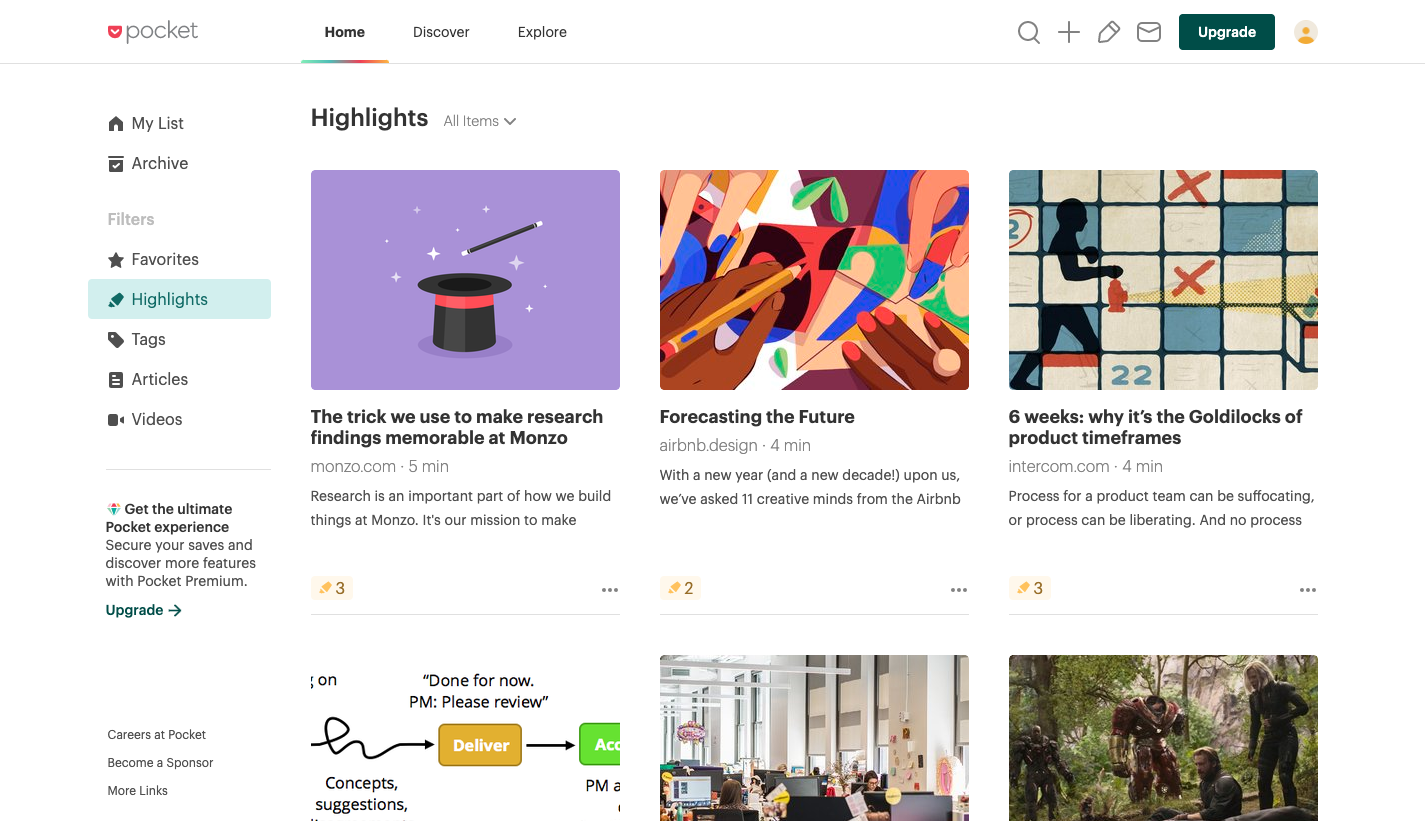 pocket
Home
Discover
Explore
Upgrade
My List
Archive
Filters
Favorites
Highlights
Tags
Articles
Videos
Get the ultimate
Pocket experience
Secure your saves and
discover more features
with Pocket Premium.
Upgrade →
Careers at Pocket
Become a Sponsor
More Links
Highlights All Items
22
The trick we use to make research
findings memorable at Monzo
monzo.com · 5 min
Research is an important part of how we build
things at Monzo. It's our mission to make
3
Forecasting the Future
airbnb.design · 4 min
With a new year (and a new decade!) upon us,
we’ve asked 11 creative minds from the Airbnb
2
2
6 weeks: why it’s the Goldilocks of
product timeframes
intercom.com · 4 min
Process for a product team can be suffocating,
or process can be liberating. And no process
3
on
“Done for now.
PM: Please review”
Deliver
Acc
Concepts,
suggestions,
PM a